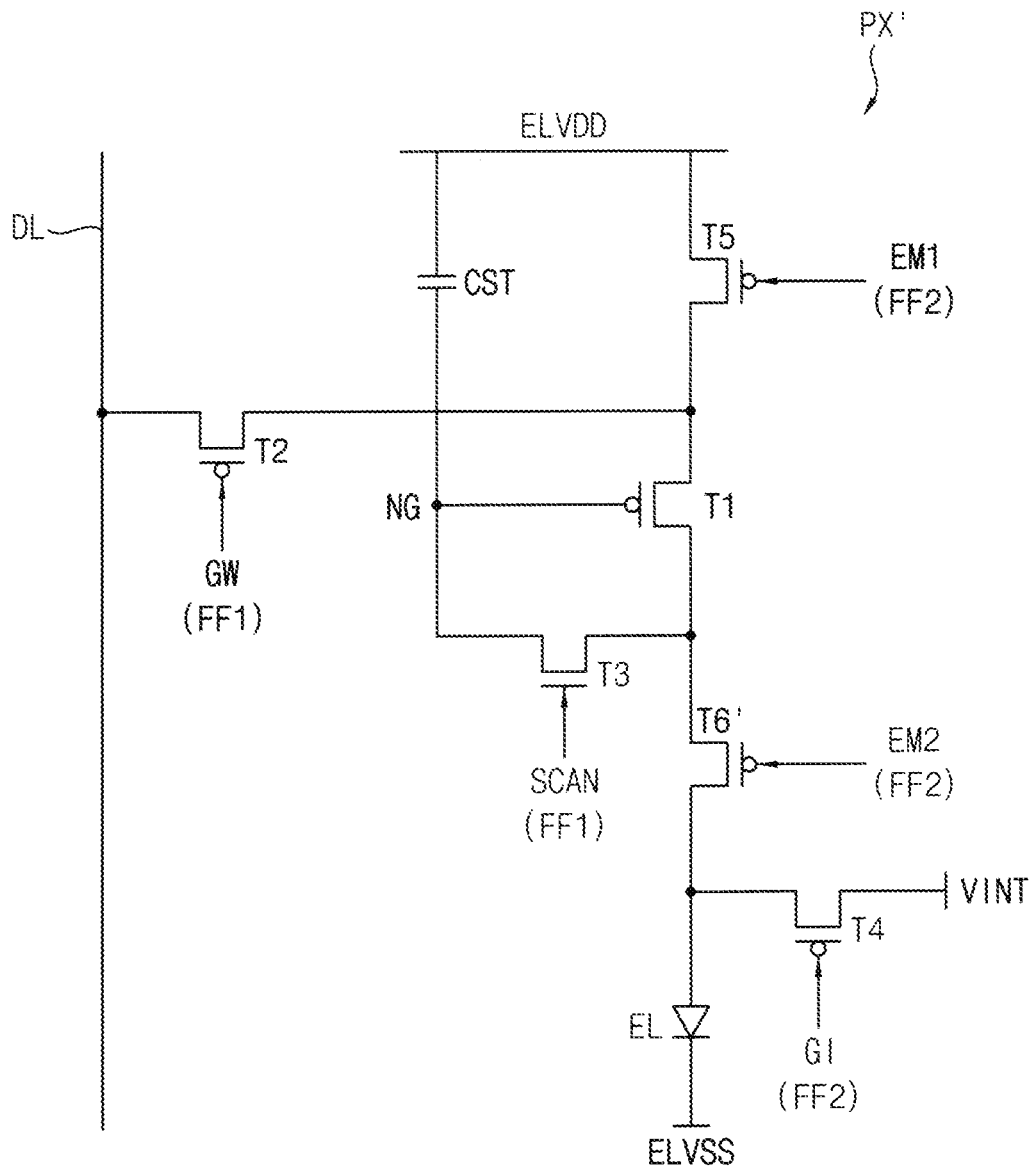 PX'
ELVDD
DL
T5
EM1
(FF2)
CST
T2
NG
T1
GW
(FF1)
T3
T6'
EM2
(FF2)
SCAN
(FF1)
VINT
T4
EL
GI
(FF2)
ELVSS